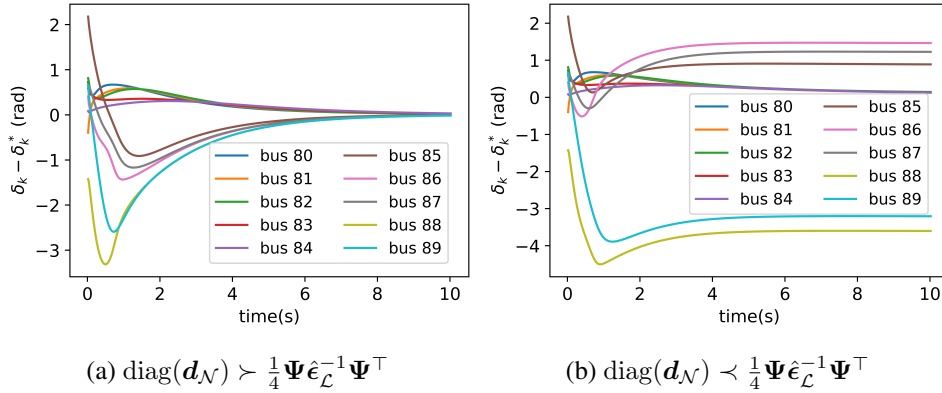 2
1
0
−1
−2
−3
δₖ − δₖ* (rad)
bus 80
bus 81
bus 82
bus 83
bus 84
bus 85
bus 86
bus 87
bus 88
bus 89
0 2 4 6 8 10
time(s)
(a) diag(d_𝒩) ≻ ¼Ψε̂_ℒ⁻¹Ψ⊤
2
1
0
−1
−2
−3
−4
δₖ − δₖ* (rad)
bus 80
bus 81
bus 82
bus 83
bus 84
bus 85
bus 86
bus 87
bus 88
bus 89
0 2 4 6 8 10
time(s)
(b) diag(d_𝒩) ≺ ¼Ψε̂_ℒ⁻¹Ψ⊤